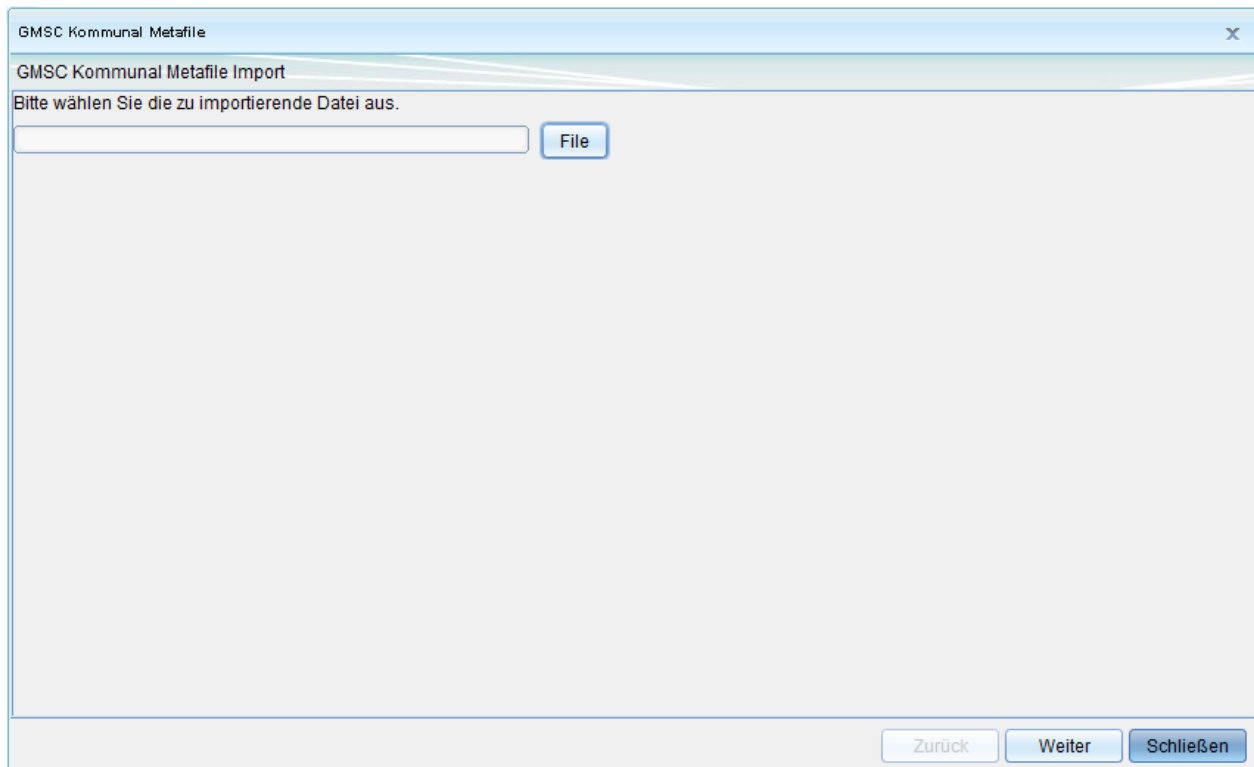 GMSC Kommunal Metafile x
GMSC Kommunal Metafile Import
Bitte wählen Sie die zu importierende Datei aus.
File
Zurück Weiter Schließen